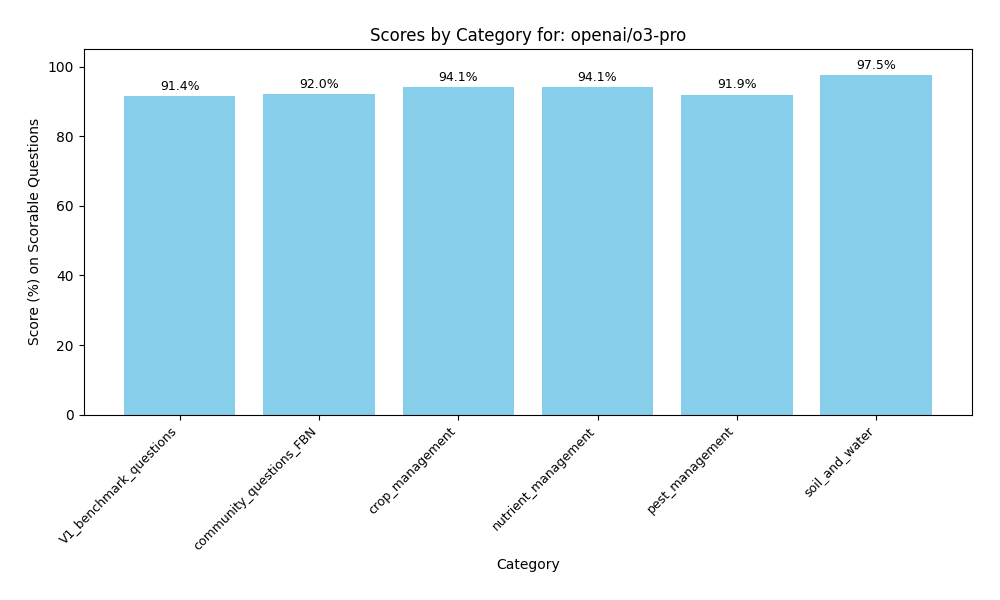 Scores by Category for: openai/o3-pro
Score (%) on Scorable Questions
100
80
60
40
20
0
91.4%
92.0%
94.1%
94.1%
91.9%
97.5%
V1_benchmark_questions
community_questions_FBN
crop_management
nutrient_management
pest_management
soil_and_water
Category